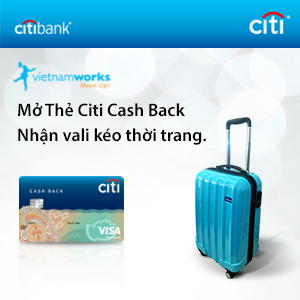 citibank
citi
vietnamworks
Move Up!
Mở Thẻ Citi Cash Back
Nhận vali kéo thời trang.
CASH BACK
citi
VISA